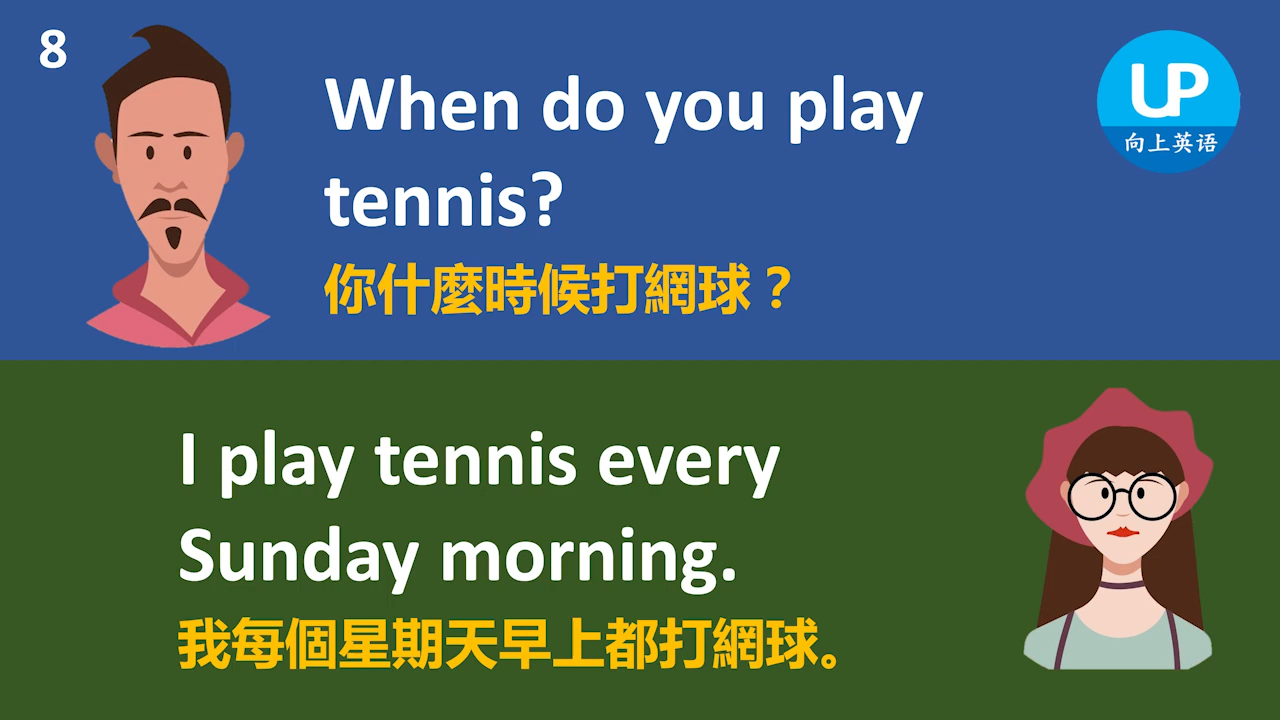 8
When do you play
tennis?
你什麼時候打網球？
UP
向上英语
I play tennis every
Sunday morning.
我每個星期天早上都打網球。